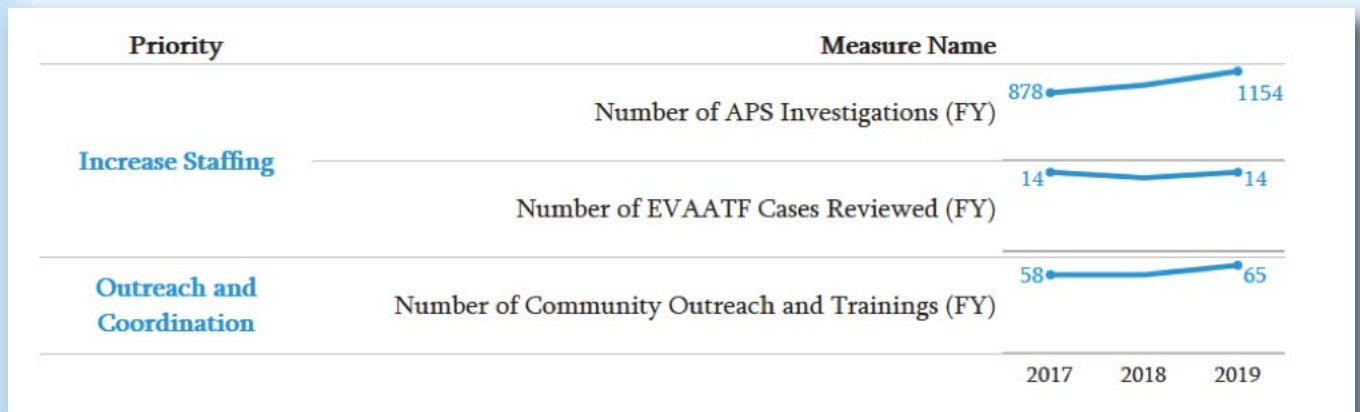 Priority Measure Name
878 1154
Number of APS Investigations (FY)
Increase Staffing
14 14
Number of EVAATF Cases Reviewed (FY)
58 65
Outreach and
Coordination
Number of Community Outreach and Trainings (FY)
2017 2018 2019